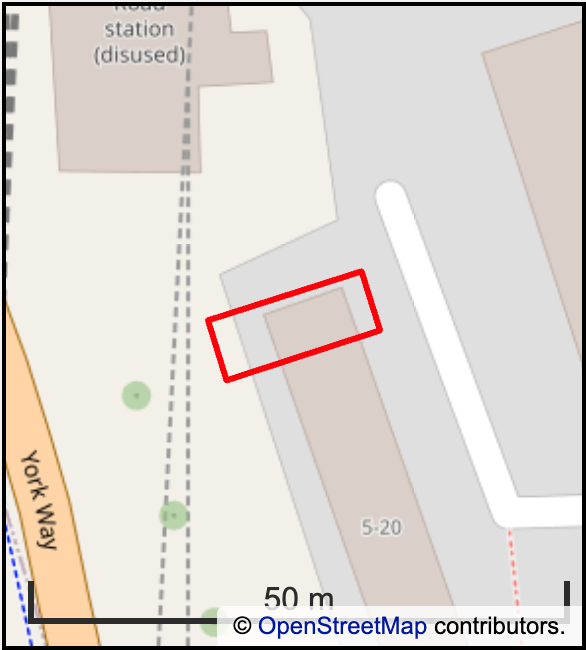 Road
station
(disused)
York Way
5-20
50 m
© OpenStreetMap contributors.